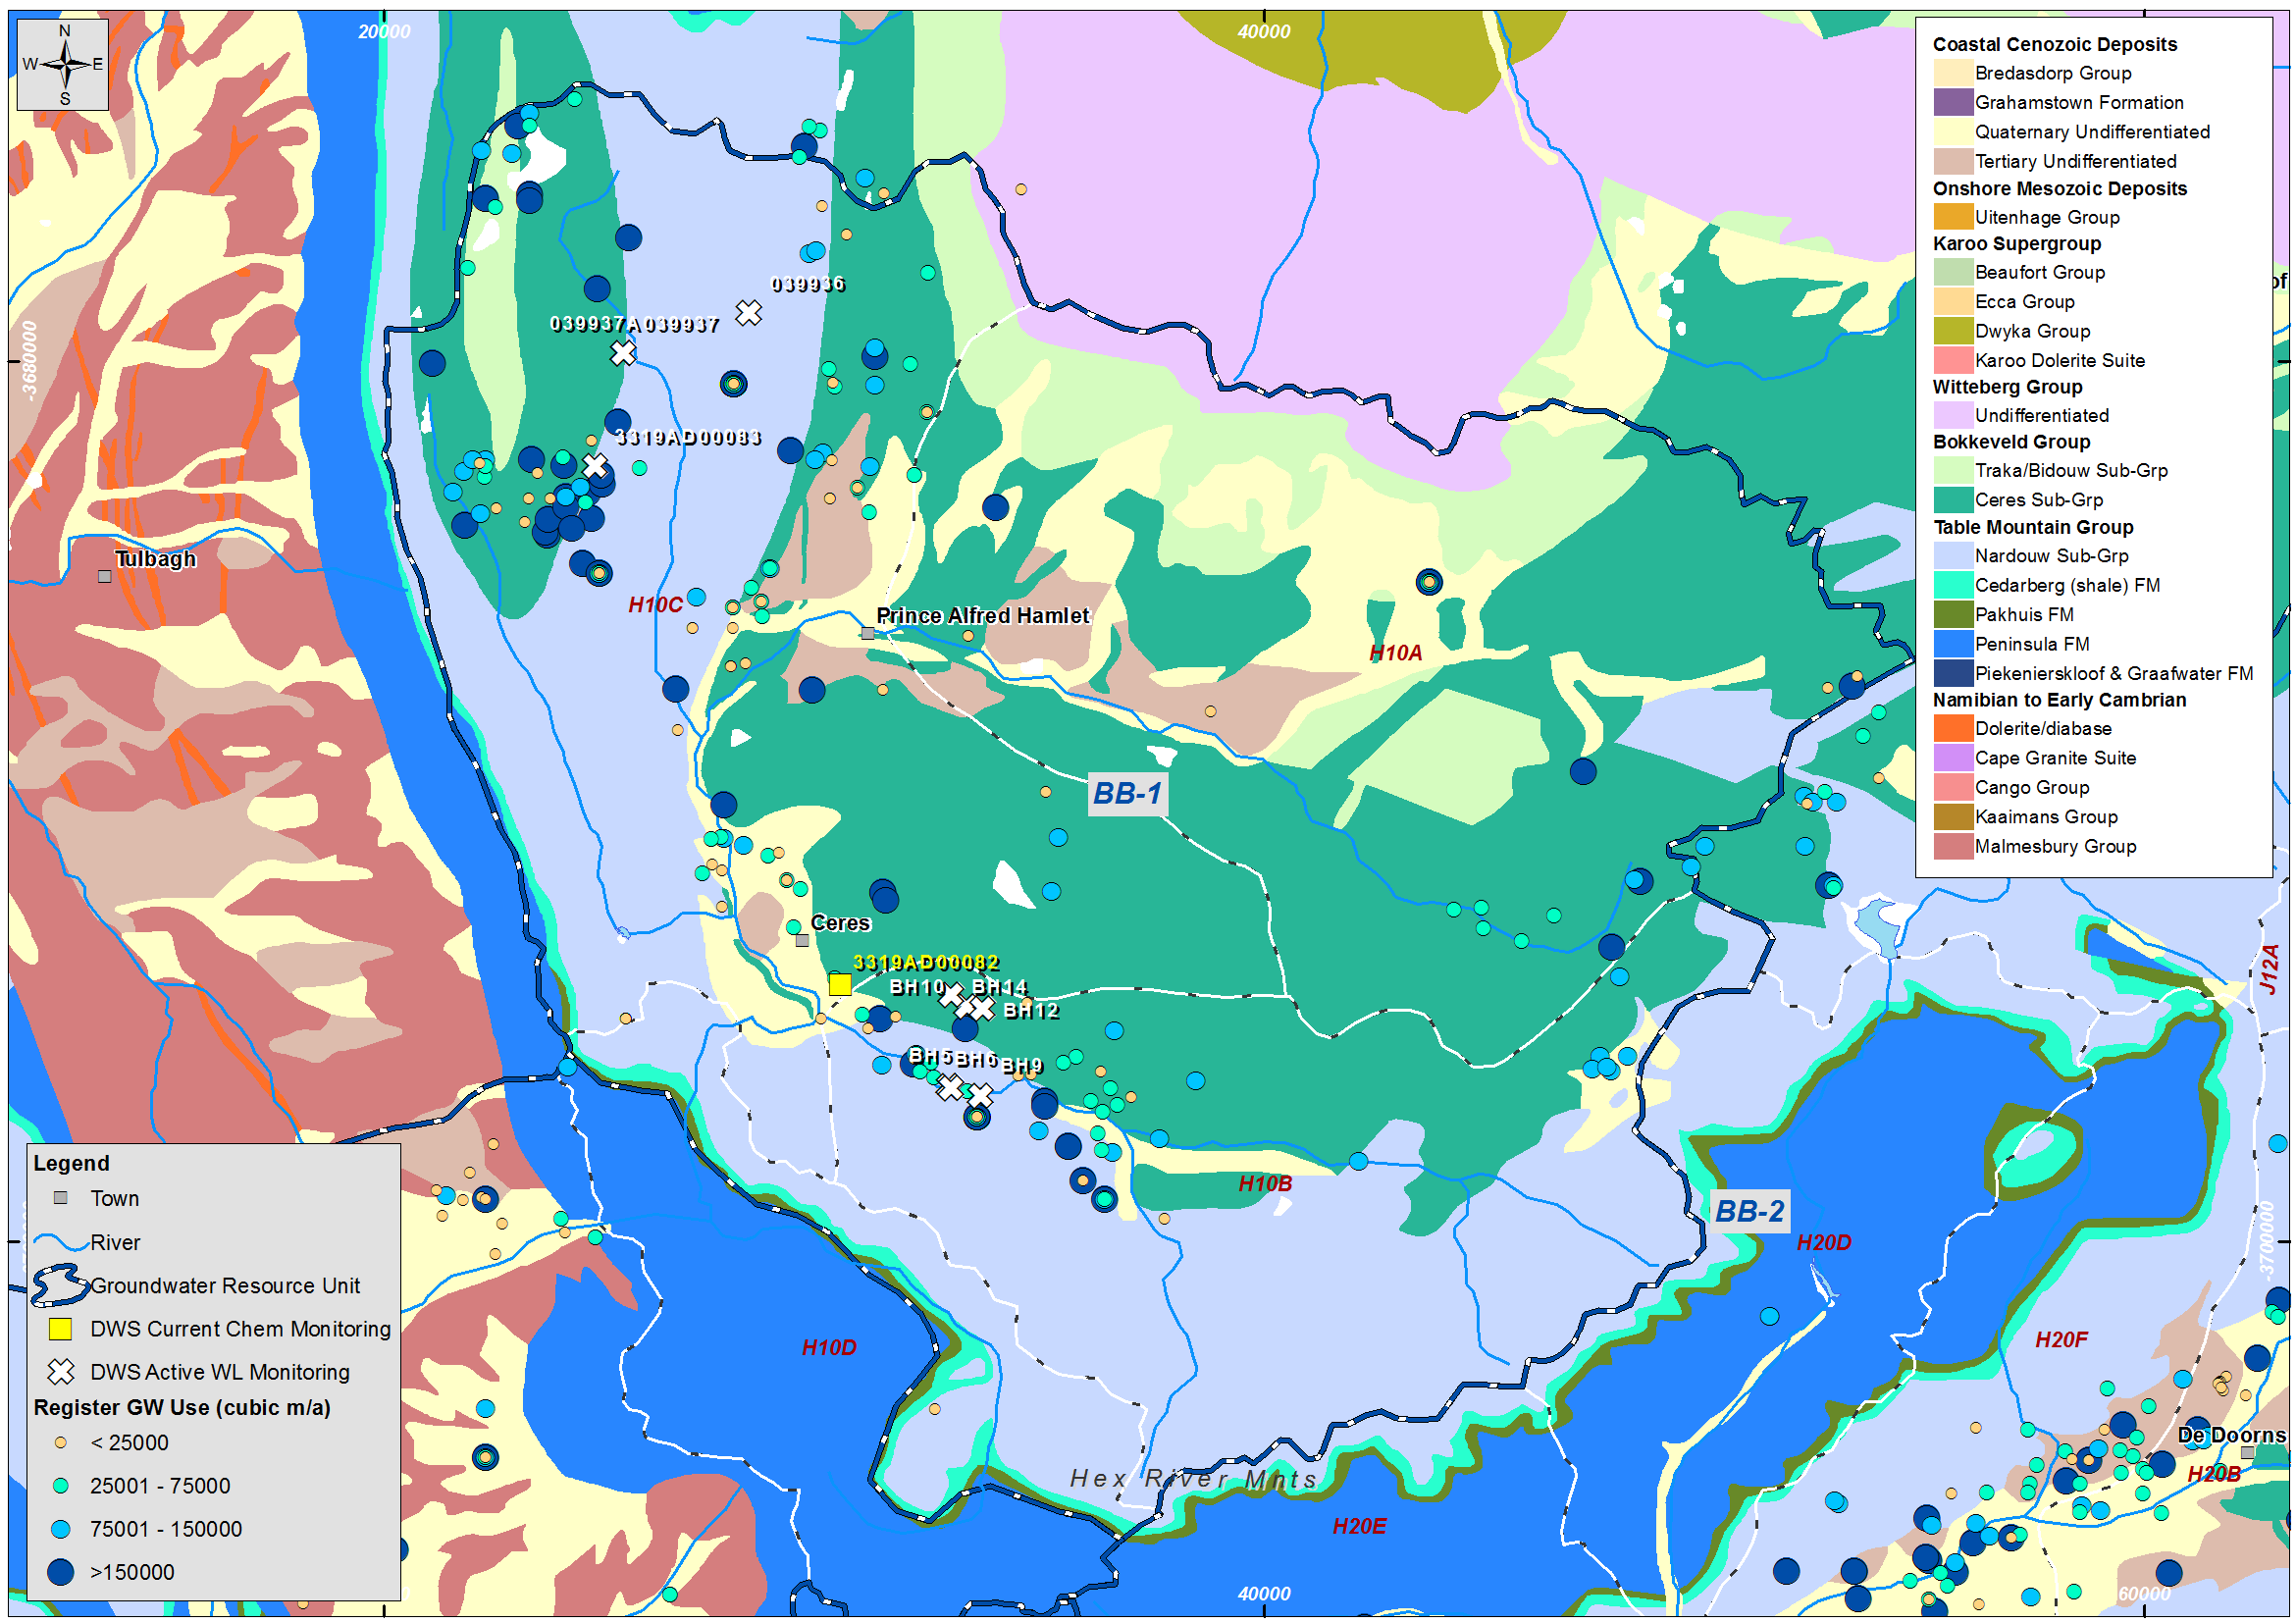 N
W E
S
20000
40000
-3680000
039936
039937A 039937
3319AD00083
Tulbagh
H10C
Prince Alfred Hamlet
H10A
BB-1
Ceres
3319AD00082
BH10 BH14
BH12
BH5 BH6 BH9
H10B
BB-2
H20D
J12A
-3700000
H10D
H20F
De Doorns
H20B
Hex River Mnts
H20E
40000
60000
of
Coastal Cenozoic Deposits
Bredasdorp Group
Grahamstown Formation
Quaternary Undifferentiated
Tertiary Undifferentiated
Onshore Mesozoic Deposits
Uitenhage Group
Karoo Supergroup
Beaufort Group
Ecca Group
Dwyka Group
Karoo Dolerite Suite
Witteberg Group
Undifferentiated
Bokkeveld Group
Traka/Bidouw Sub-Grp
Ceres Sub-Grp
Table Mountain Group
Nardouw Sub-Grp
Cedarberg (shale) FM
Pakhuis FM
Peninsula FM
Piekenierskloof & Graafwater FM
Namibian to Early Cambrian
Dolerite/diabase
Cape Granite Suite
Cango Group
Kaaimans Group
Malmesbury Group
Legend
Town
River
Groundwater Resource Unit
DWS Current Chem Monitoring
DWS Active WL Monitoring
Register GW Use (cubic m/a)
< 25000
25001 - 75000
75001 - 150000
>150000